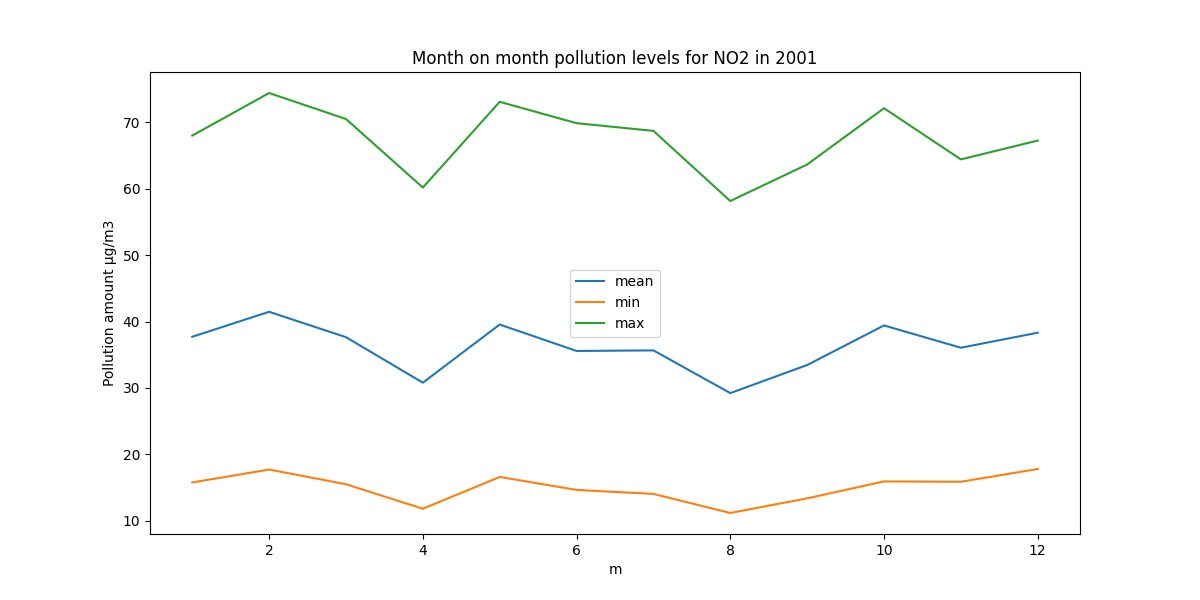 Month on month pollution levels for NO2 in 2001
Pollution amount µg/m3
70
60
50
40
30
20
10
mean
min
max
2 4 6 8 10 12
m